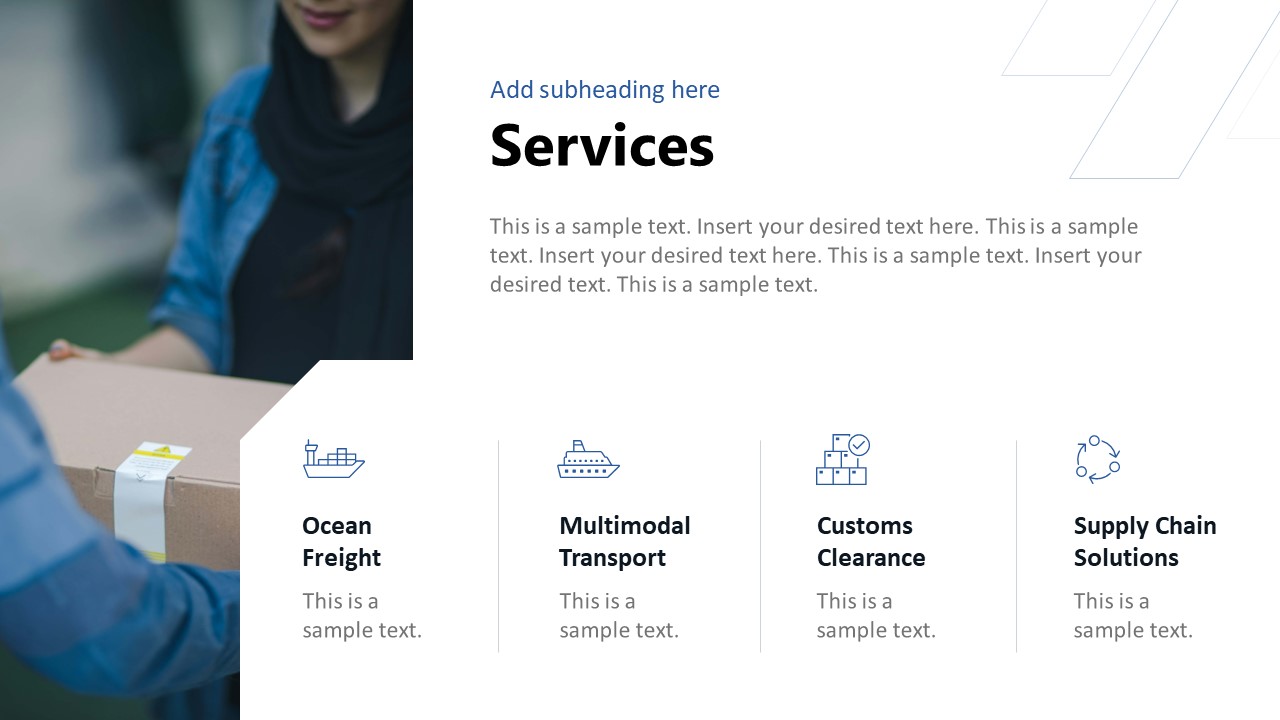 Add subheading here
Services
This is a sample text. Insert your desired text here. This is a sample
text. Insert your desired text here. This is a sample text. Insert your
desired text. This is a sample text.
Ocean
Freight
This is a
sample text.
Multimodal
Transport
This is a
sample text.
Customs
Clearance
This is a
sample text.
Supply Chain
Solutions
This is a
sample text.